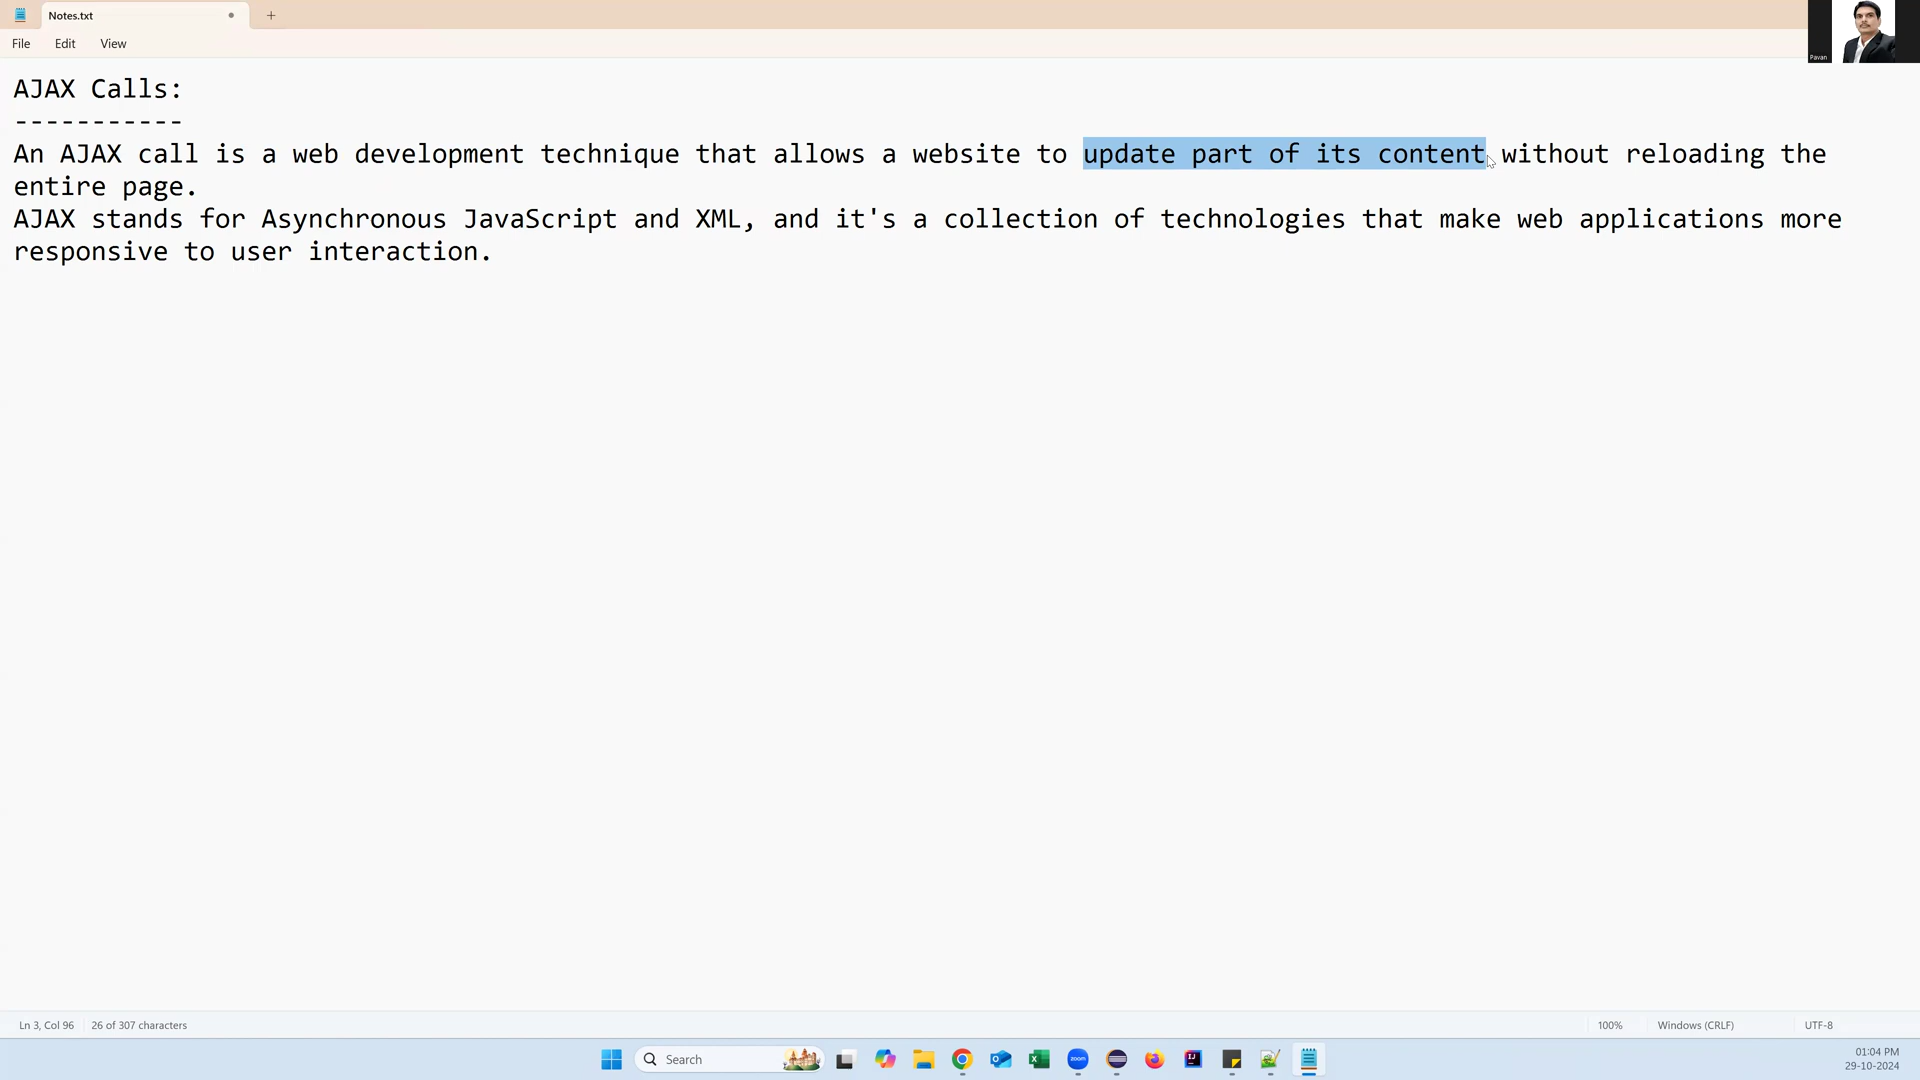 Notes.txt
File Edit View
Pavan
AJAX Calls:
-----------
An AJAX call is a web development technique that allows a website to update part of its content without reloading the
entire page.
AJAX stands for Asynchronous JavaScript and XML, and it's a collection of technologies that make web applications more
responsive to user interaction.
Ln 3, Col 96 26 of 307 characters 100% Windows (CRLF) UTF-8
Search zoom IJ 01:04 PM
29-10-2024